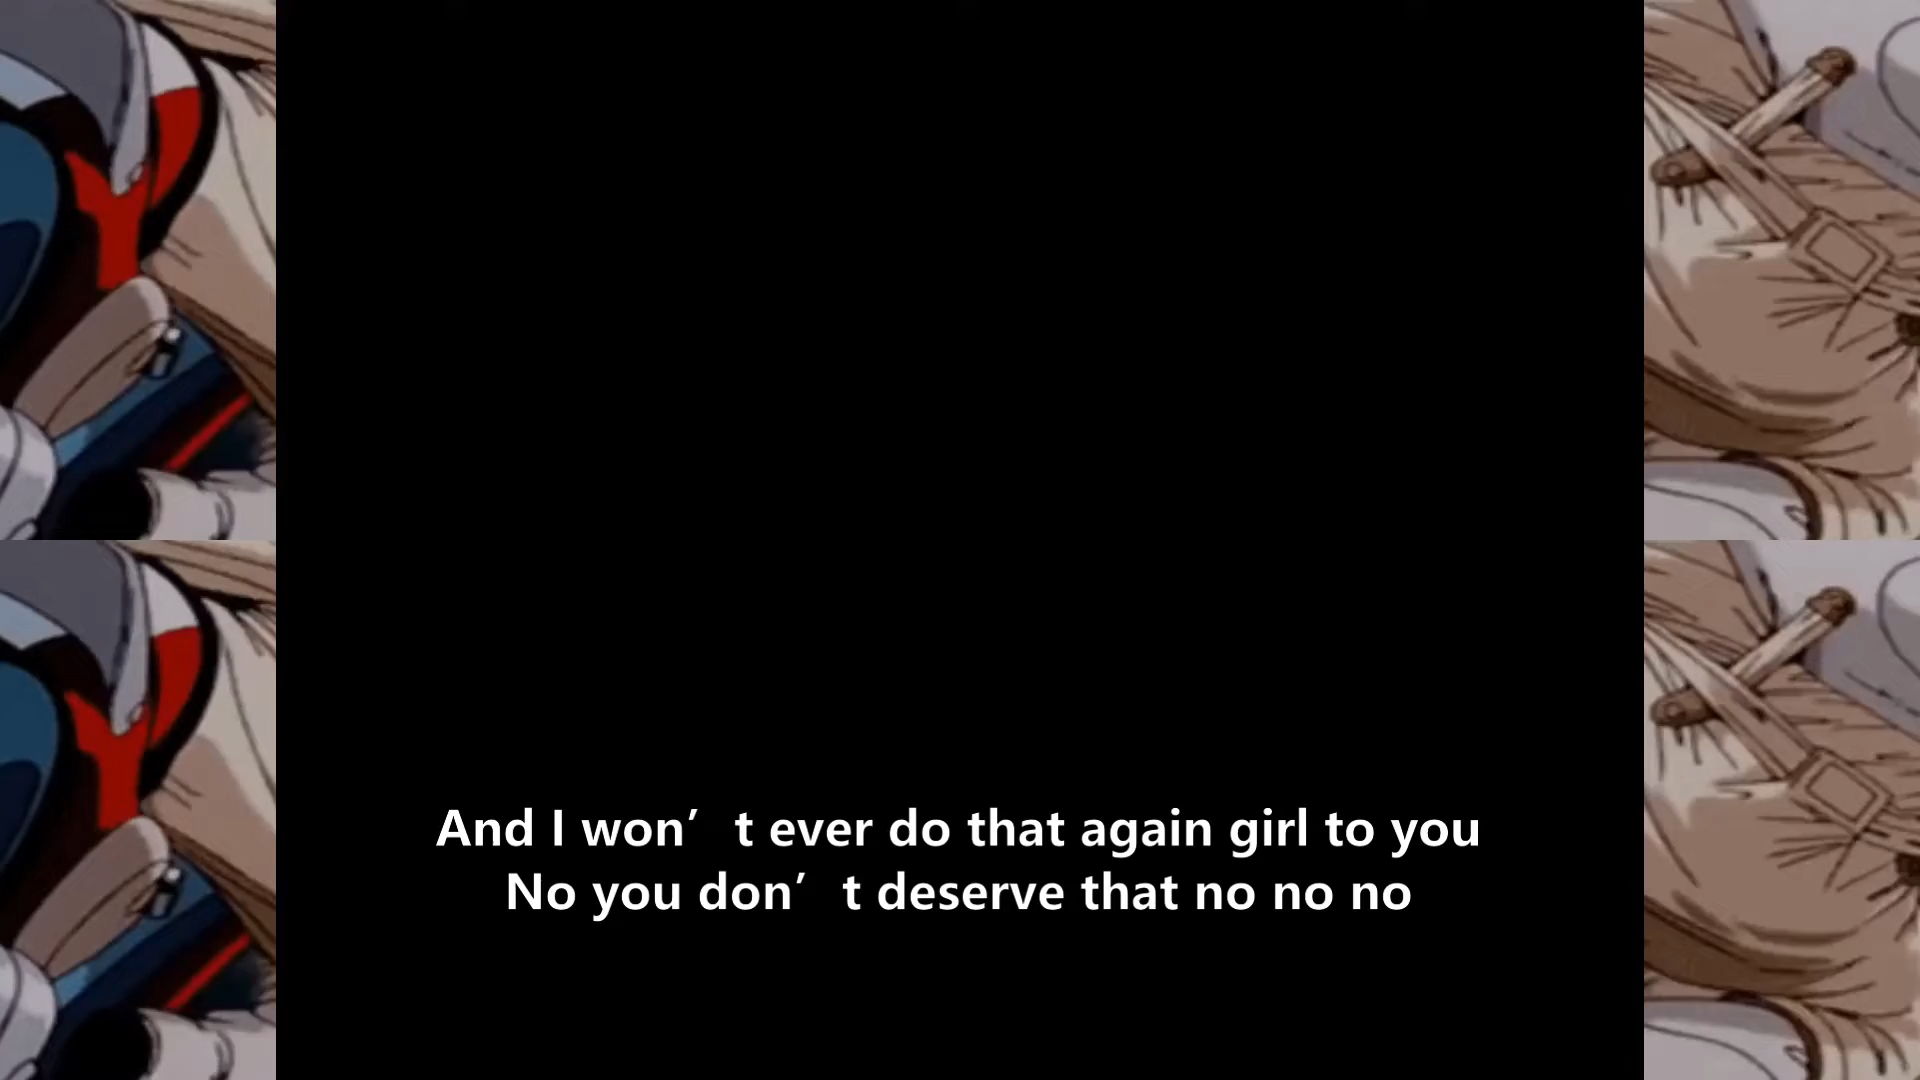 And I won’t ever do that again girl to you
No you don’t deserve that no no no